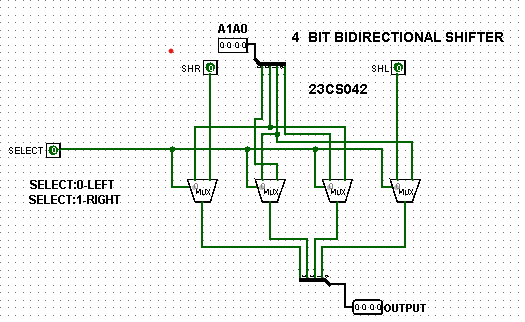 A1A0
0000
4 BIT BIDIRECTIONAL SHIFTER
SHR 0
SHL 0
23CS042
SELECT 0
SELECT:0-LEFT
SELECT:1-RIGHT
MUX MUX MUX MUX
0000 OUTPUT